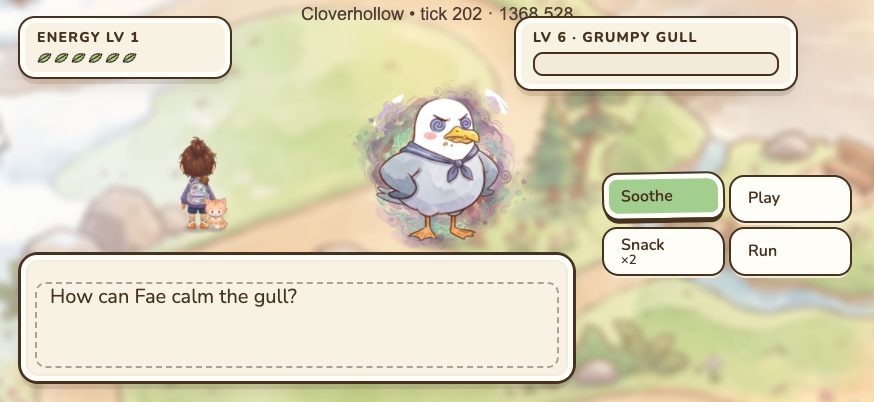 Cloverhollow • tick 202 · 1368,528
ENERGY LV 1
LV 6 · GRUMPY GULL
Soothe
Play
Snack
×2
Run
How can Fae calm the gull?